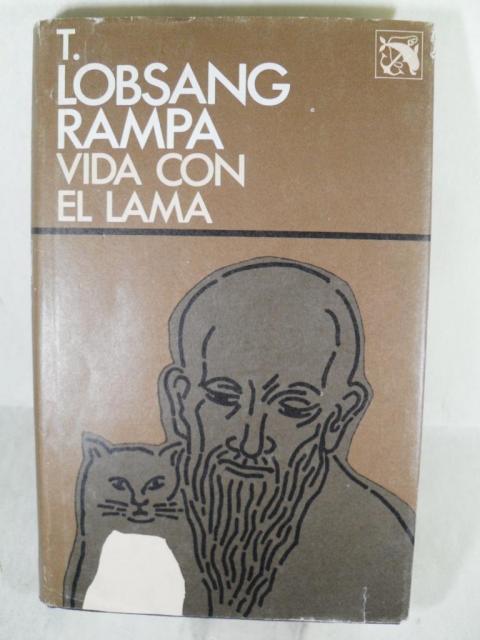 T.
LOBSANG
RAMPA
VIDA CON
EL LAMA